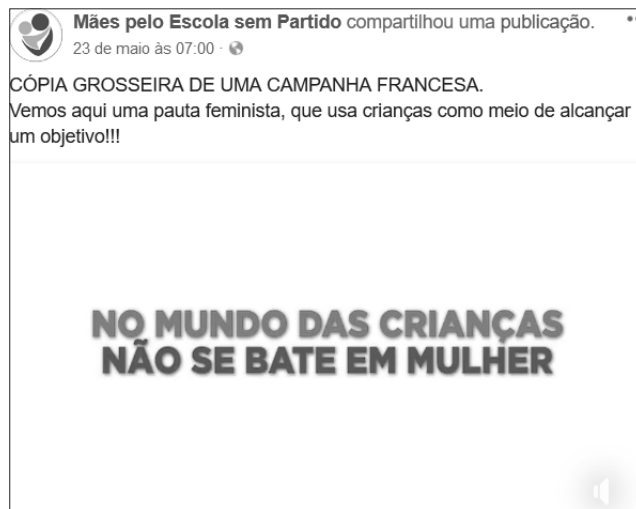 Mães pelo Escola sem Partido compartilhou uma publicação.
23 de maio às 07:00 ·
CÓPIA GROSSEIRA DE UMA CAMPANHA FRANCESA.
Vemos aqui uma pauta feminista, que usa crianças como meio de alcançar
um objetivo!!!
NO MUNDO DAS CRIANÇAS
NÃO SE BATE EM MULHER